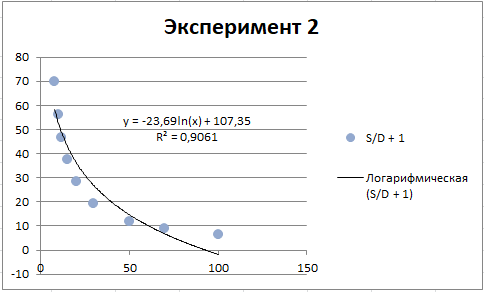 Эксперимент 2
80
70
60
50
40
30
20
10
0
-10
0
50
100
150
y = -23,69ln(x) + 107,35
R² = 0,9061
S/D + 1
Логарифмическая
(S/D + 1)